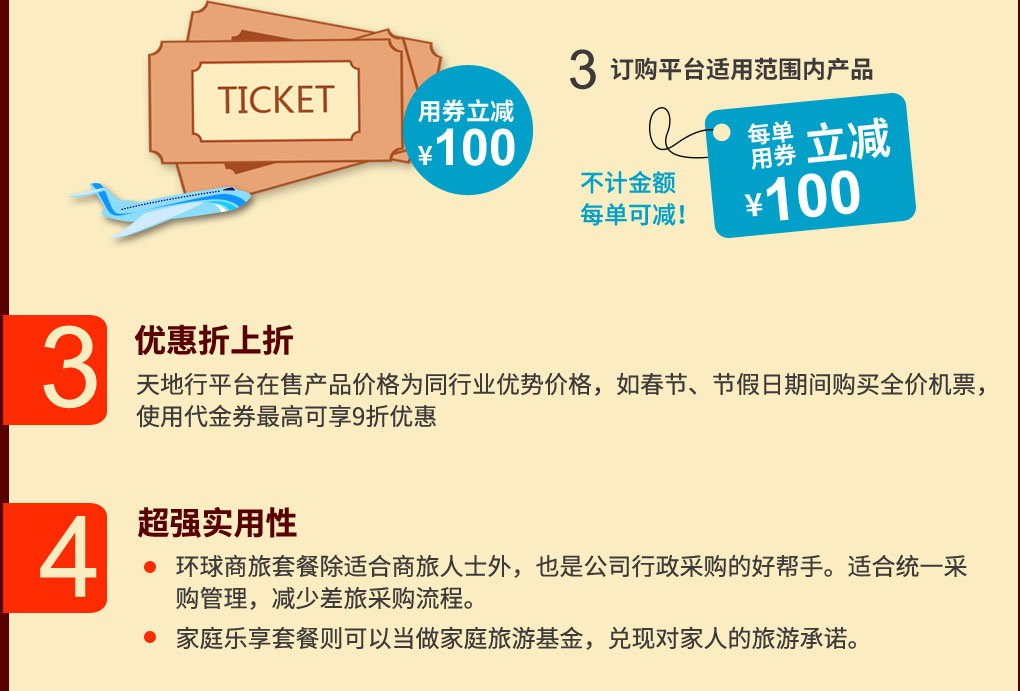 TICKET
用券立减
¥100
3 订购平台适用范围内产品
每单
用券 立减
¥100
不计金额
每单可减！
3
优惠折上折
天地行平台在售产品价格为同行业优势价格，如春节、节假日期间购买全价机票，
使用代金券最高可享9折优惠
4
超强实用性
环球商旅套餐除适合商旅人士外，也是公司行政采购的好帮手。适合统一采
购管理，减少差旅采购流程。
家庭乐享套餐则可以当做家庭旅游基金，兑现对家人的旅游承诺。